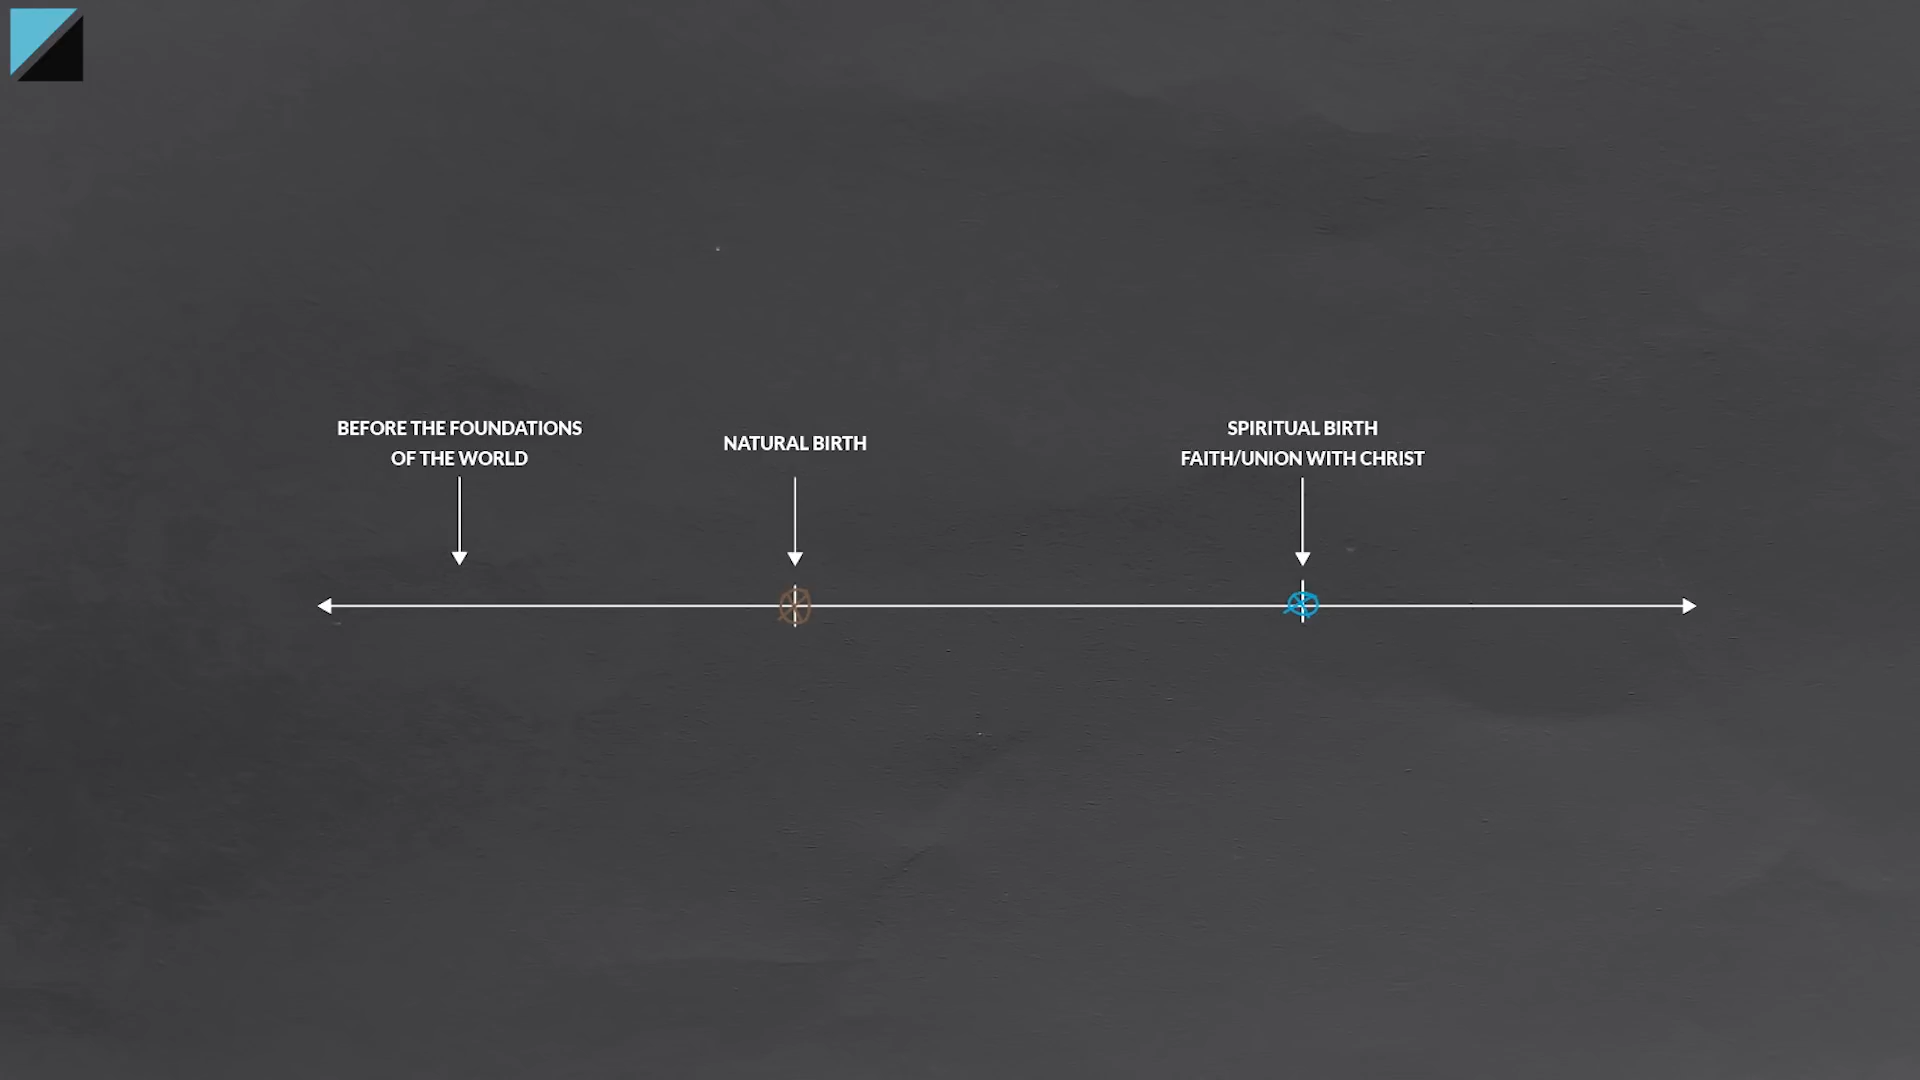 BEFORE THE FOUNDATIONS
OF THE WORLD
NATURAL BIRTH
SPIRITUAL BIRTH
FAITH/UNION WITH CHRIST